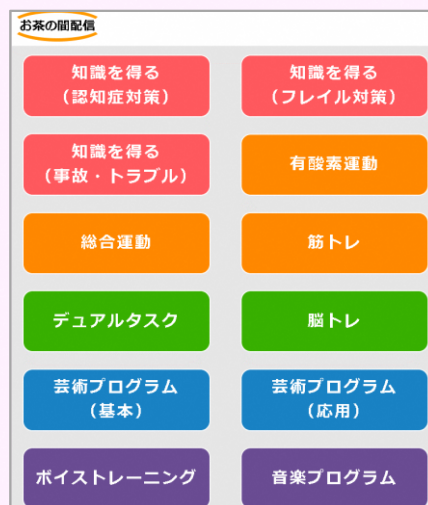 お茶の間配信
知識を得る
（認知症対策）
知識を得る
（フレイル対策）
知識を得る
（事故・トラブル）
有酸素運動
総合運動
筋トレ
デュアルタスク
脳トレ
芸術プログラム
（基本）
芸術プログラム
（応用）
ボイストレーニング
音楽プログラム